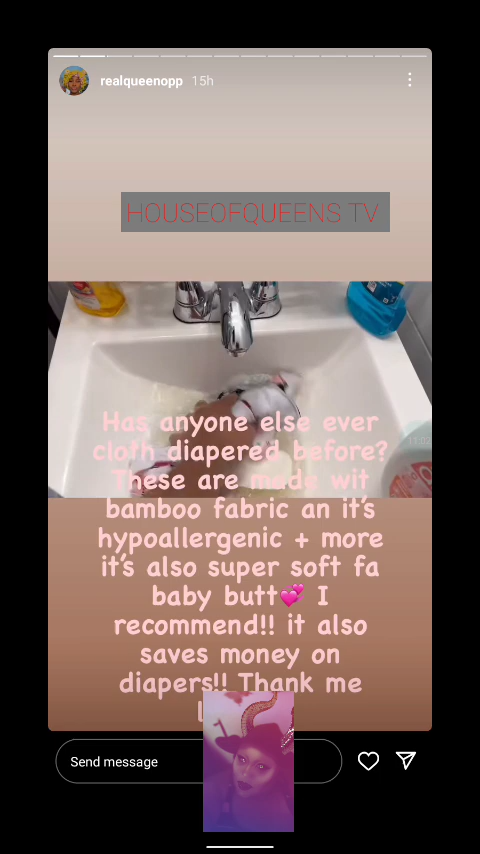 realqueenopp 15h
HOUSEOFQUEENS TV
Has anyone else ever
cloth diapered before?
These are made wit
bamboo fabric an it's
hypoallergenic + more
it's also super soft fa
baby butt💕 I
recommend!! it also
saves money on
diapers!! Thank me
Send message